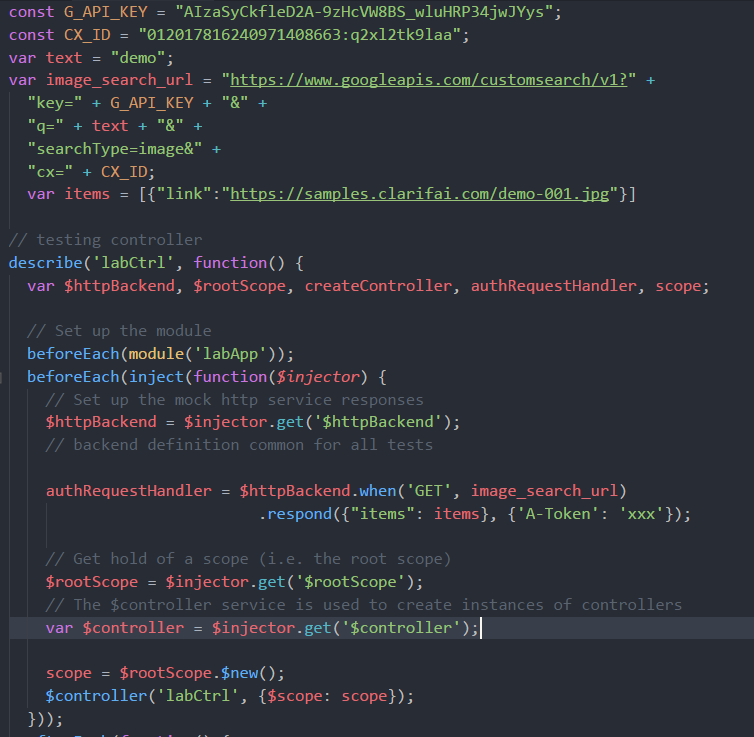 const G_API_KEY = "AIzaSyCkfleD2A-9zHcVW8BS_wluHRP34jwJYys";
const CX_ID = "012017816240971408663:q2xl2tk9laa";
var text = "demo";
var image_search_url = "https://www.googleapis.com/customsearch/v1?" +
  "key=" + G_API_KEY + "&" +
  "q=" + text + "&" +
  "searchType=image&" +
  "cx=" + CX_ID;
  var items = [{"link":"https://samples.clarifai.com/demo-001.jpg"}]
// testing controller
describe('labCtrl', function() {
  var $httpBackend, $rootScope, createController, authRequestHandler, scope;
  // Set up the module
  beforeEach(module('labApp'));
  beforeEach(inject(function($injector) {
    // Set up the mock http service responses
    $httpBackend = $injector.get('$httpBackend');
    // backend definition common for all tests
    authRequestHandler = $httpBackend.when('GET', image_search_url)
                           .respond({"items": items}, {'A-Token': 'xxx'});
    // Get hold of a scope (i.e. the root scope)
    $rootScope = $injector.get('$rootScope');
    // The $controller service is used to create instances of controllers
    var $controller = $injector.get('$controller');
    scope = $rootScope.$new();
    $controller('labCtrl', {$scope: scope});
  }));